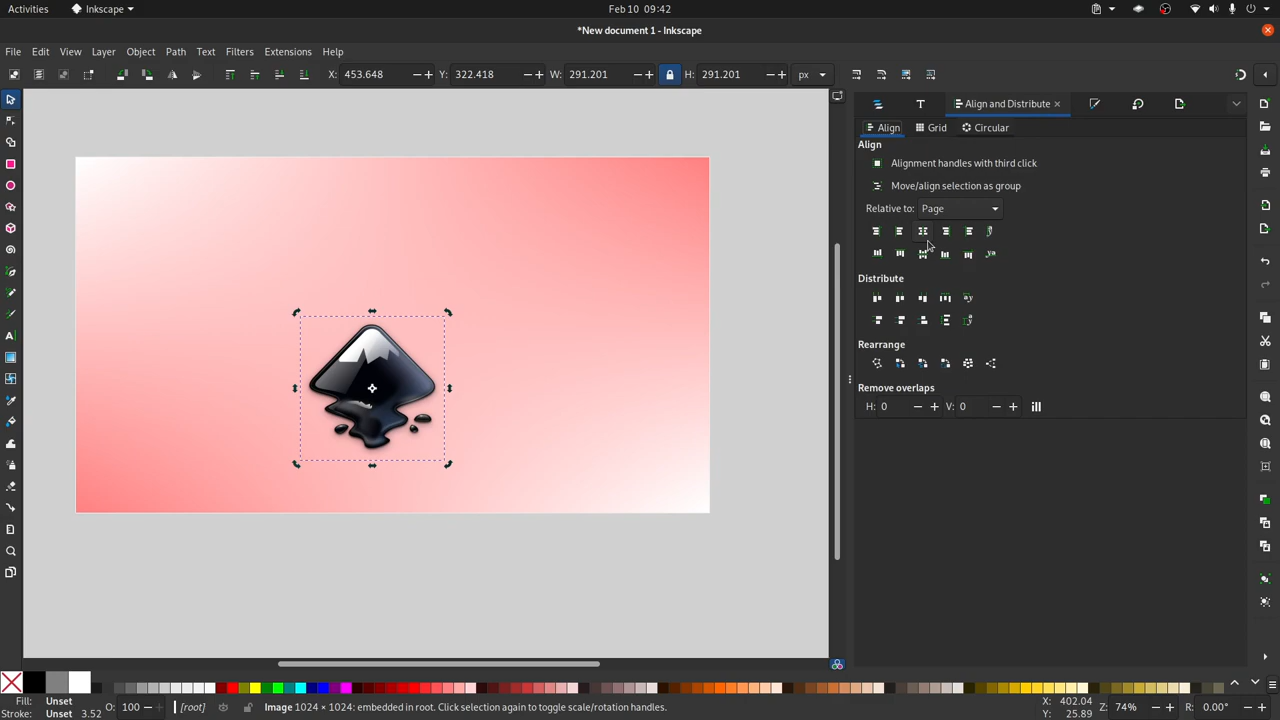 Activities
Inkscape
Feb 10 09:42
*New document 1 - Inkscape
File Edit View Layer Object Path Text Filters Extensions Help
X: 453.648 Y: 322.418 W: 291.201 H: 291.201 px
Align and Distribute
Align Grid Circular
Align
Alignment handles with third click
Move/align selection as group
Relative to: Page
Distribute
Rearrange
Remove overlaps
H: 0 V: 0
Fill: Unset
Stroke: Unset 3.52
O: 100
[root]
Image 1024 × 1024: embedded in root. Click selection again to toggle scale/rotation handles.
X: 402.04
Y: 25.89
Z: 74%
R: 0.00°